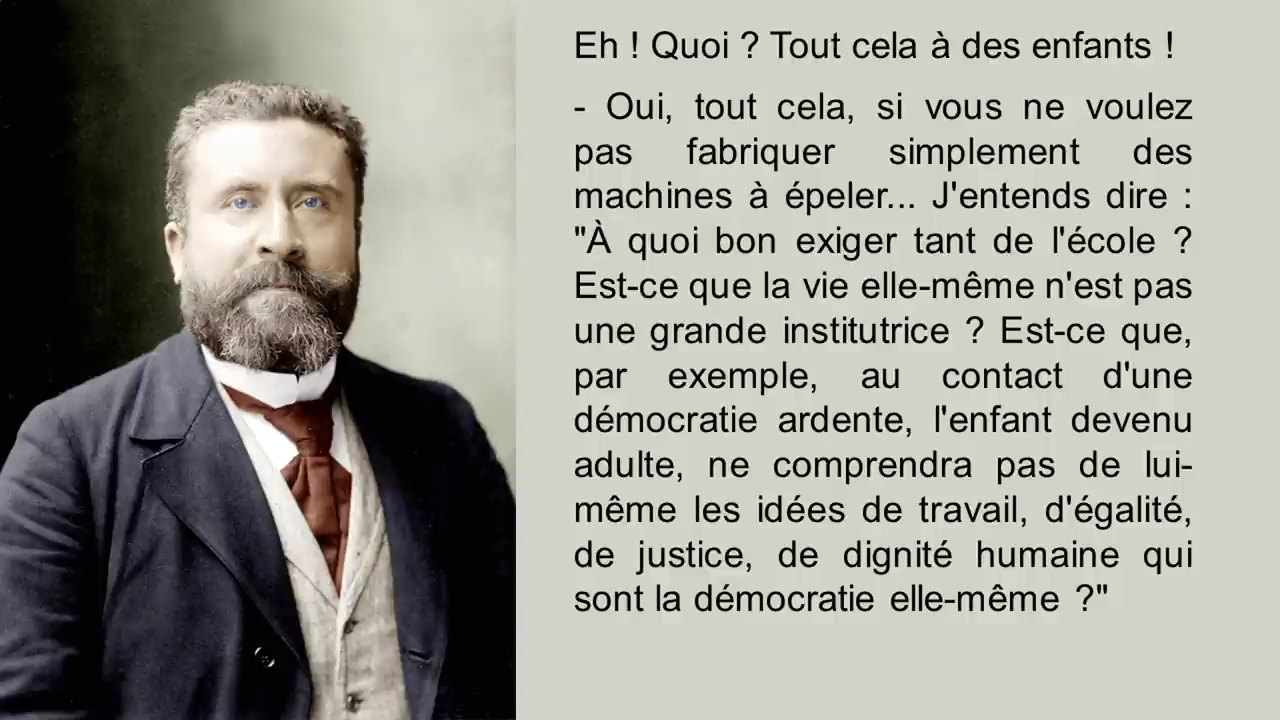 Eh ! Quoi ? Tout cela à des enfants !
- Oui, tout cela, si vous ne voulez
pas fabriquer simplement des
machines à épeler... J'entends dire :
"À quoi bon exiger tant de l'école ?
Est-ce que la vie elle-même n'est pas
une grande institutrice ? Est-ce que,
par exemple, au contact d'une
démocratie ardente, l'enfant devenu
adulte, ne comprendra pas de lui-
même les idées de travail, d'égalité,
de justice, de dignité humaine qui
sont la démocratie elle-même ?"